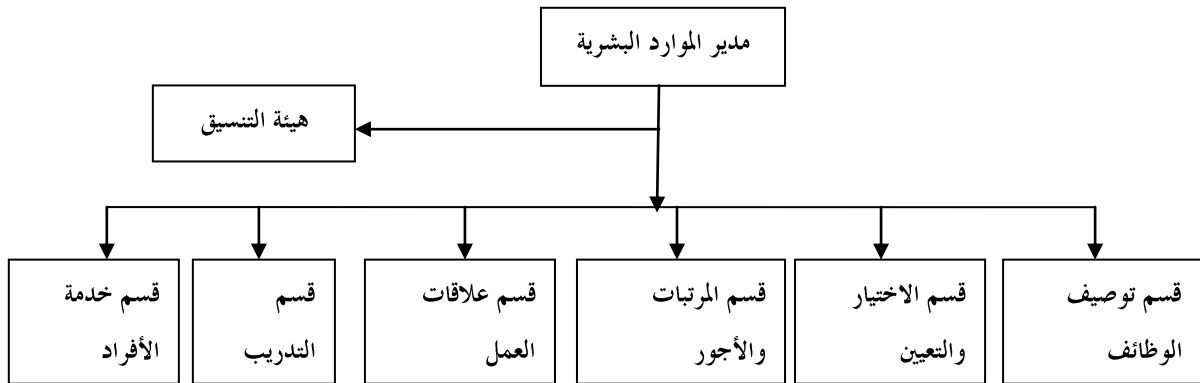 مدير الموارد البشرية
هيئة التنسيق
قسم توصيف
الوظائف
قسم الاختيار
والتعيين
قسم المرتبات
والأجور
قسم علاقات
العمل
قسم
التدريب
قسم خدمة
الأفراد